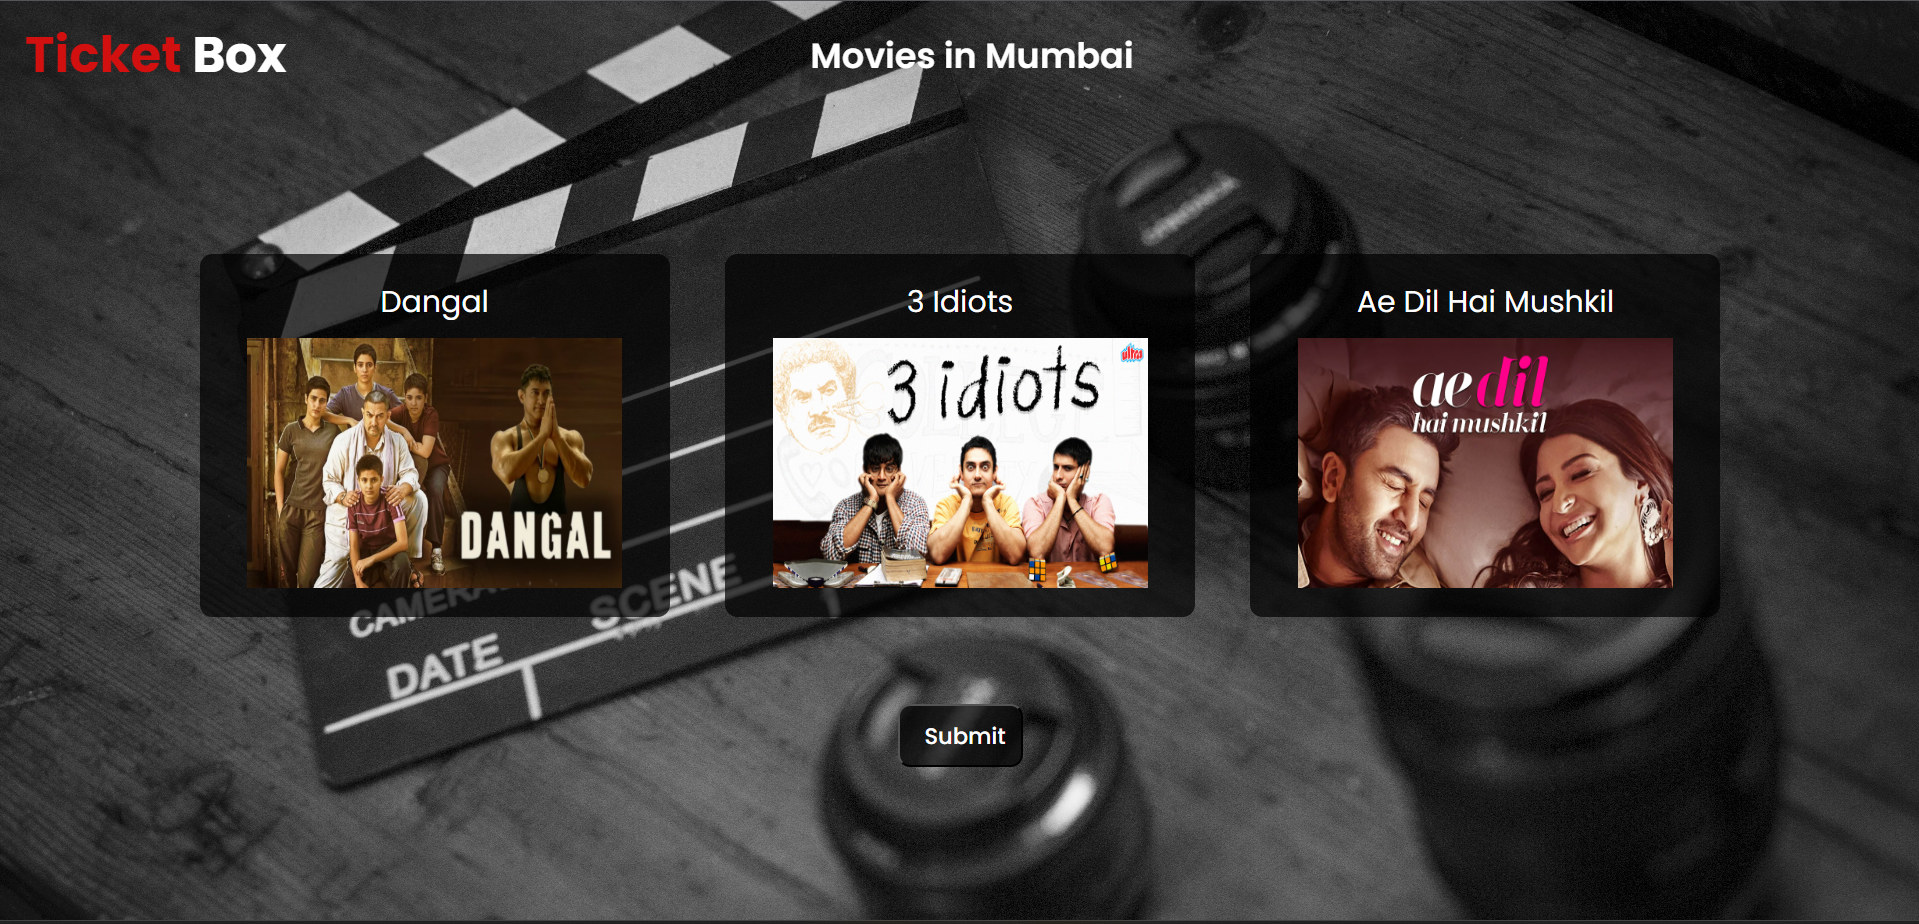 Ticket Box
Movies in Mumbai
Dangal
3 Idiots
Ae Dil Hai Mushkil
DANGAL
3 idiots
ultra
ae dil
hai mushkil
CAMERA
SCENE
DATE
Submit